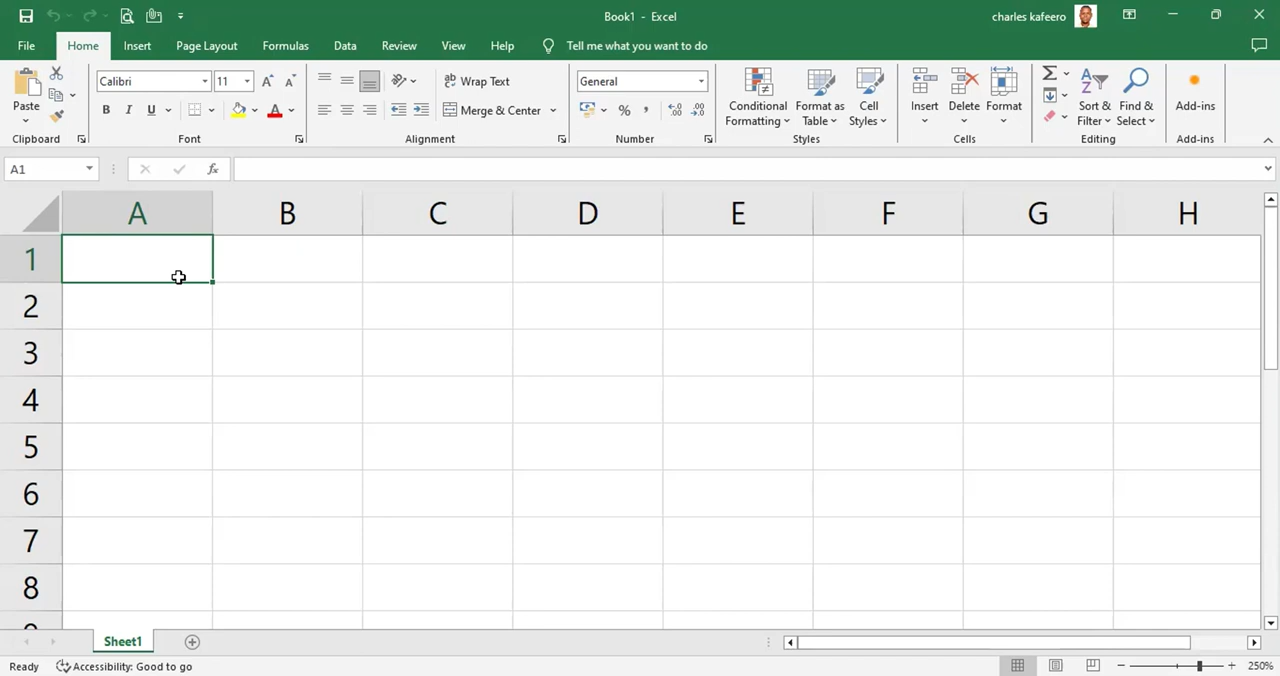 Book1 - Excel
charles kafeero
File Home Insert Page Layout Formulas Data Review View Help Tell me what you want to do
Paste
Clipboard
Calibri 11
B I U
Font
Wrap Text
Merge & Center
Alignment
General
%
Number
Conditional
Formatting
Format as
Table
Cell
Styles
Styles
Insert
Delete
Format
Cells
Sort &
Filter
Find &
Select
Editing
Add-ins
Add-ins
A1
fx
A B C D E F G H
1
2
3
4
5
6
7
8
Sheet1
Ready Accessibility: Good to go 250%